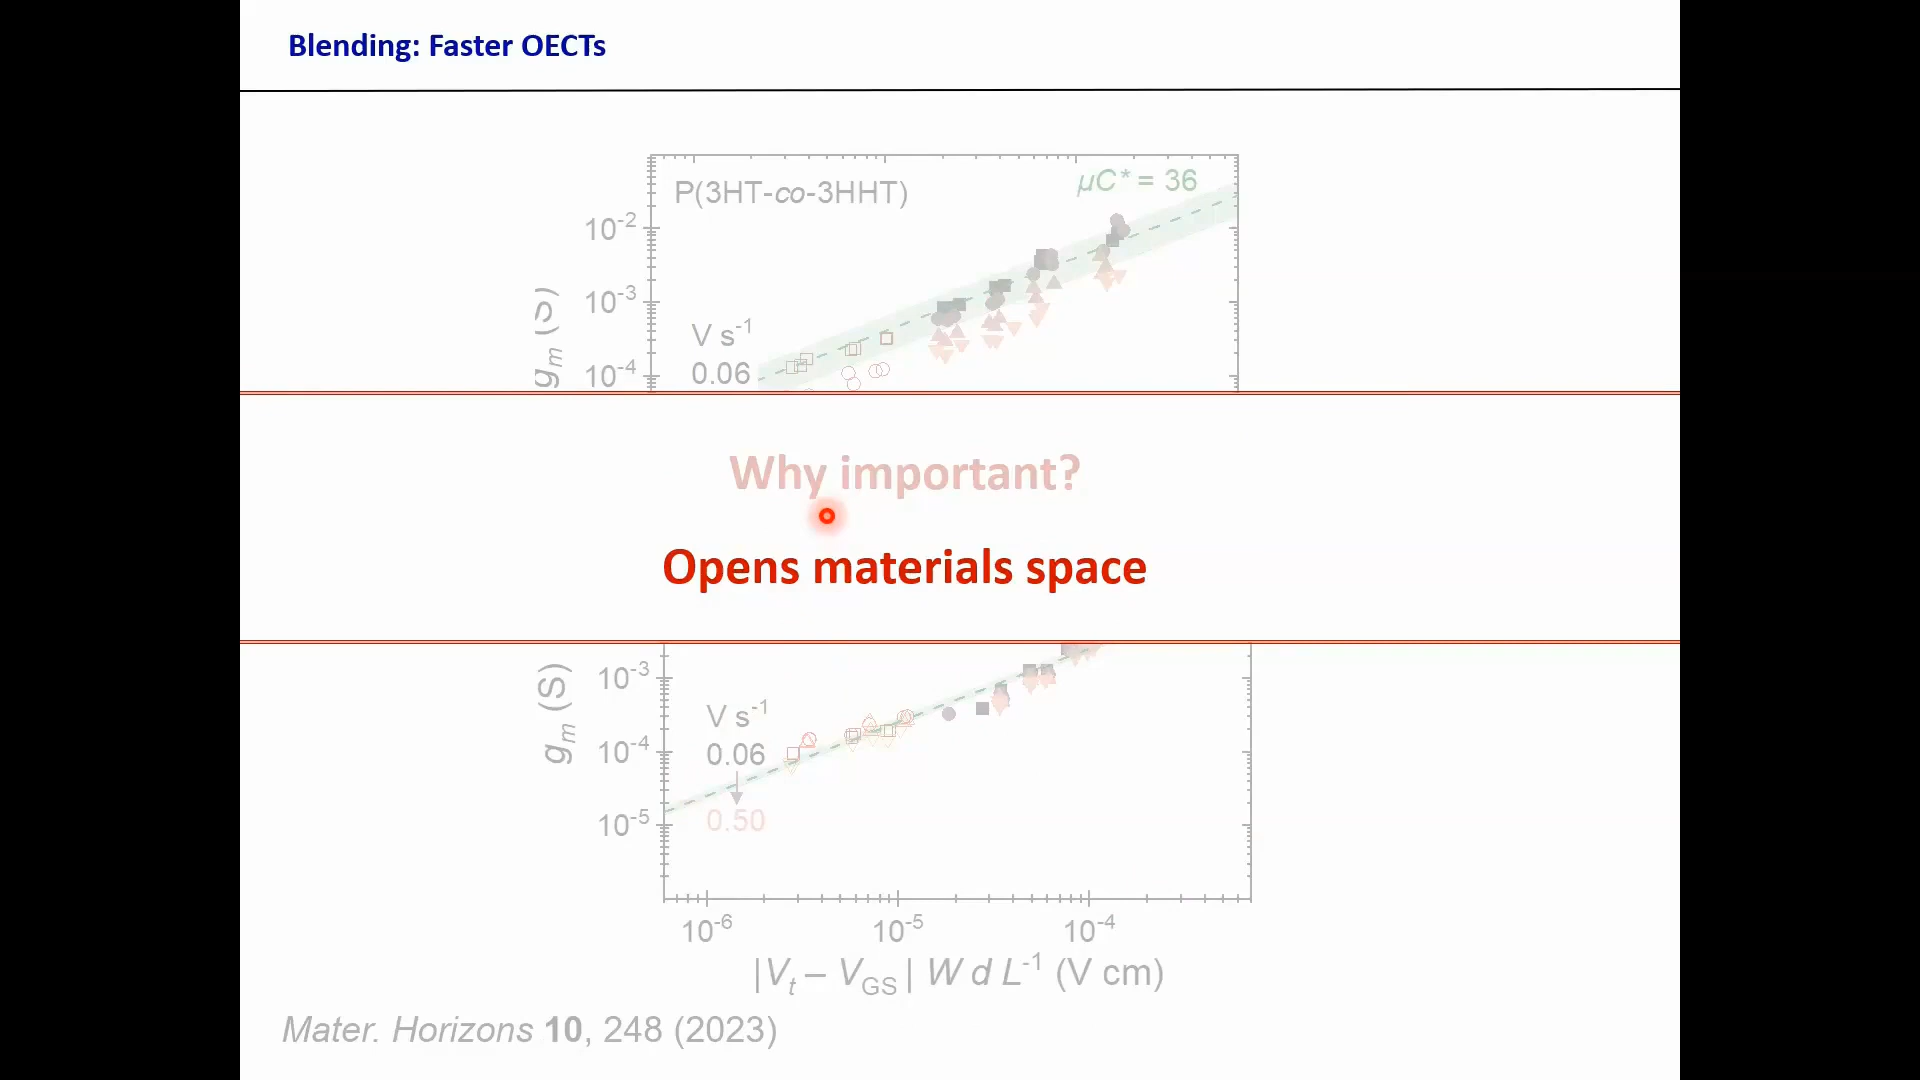 Blending: Faster OECTs
P(3HT-co-3HHT)
µC* = 36
10⁻²
10⁻³
10⁻⁴
gₘ (S)
V s⁻¹
0.06
Why important?
Opens materials space
10⁻³
10⁻⁴
10⁻⁵
gₘ (S)
V s⁻¹
0.06
0.50
10⁻⁶ 10⁻⁵ 10⁻⁴
|Vₜ – V_GS| W d L⁻¹ (V cm)
Mater. Horizons 10, 248 (2023)